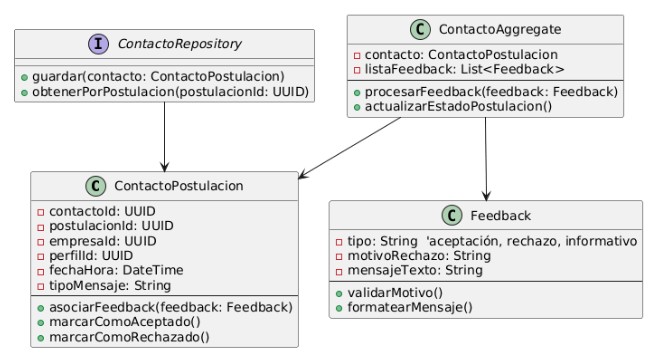 I ContactoRepository
guardar(contacto: ContactoPostulacion)
obtenerPorPostulacion(postulacionId: UUID)
C ContactoAggregate
contacto: ContactoPostulacion
listaFeedback: List<Feedback>
procesarFeedback(feedback: Feedback)
actualizarEstadoPostulacion()
C ContactoPostulacion
contactoId: UUID
postulacionId: UUID
empresaId: UUID
perfilId: UUID
fechaHora: DateTime
tipoMensaje: String
asociarFeedback(feedback: Feedback)
marcarComoAceptado()
marcarComoRechazado()
C Feedback
tipo: String  'aceptación, rechazo, informativo
motivoRechazo: String
mensajeTexto: String
validarMotivo()
formatearMensaje()